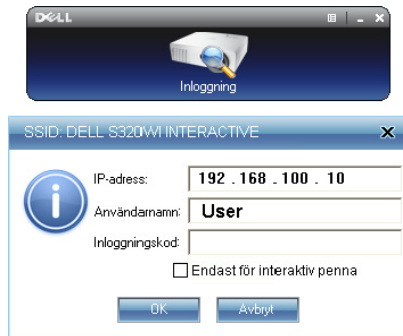 DELL
Inloggning
SSID: DELL S320WI INTERACTIVE
IP-adress: 192 . 168 . 100 . 10
Användarnamn: User
Inloggningskod:
Endast för interaktiv penna
OK Avbryt